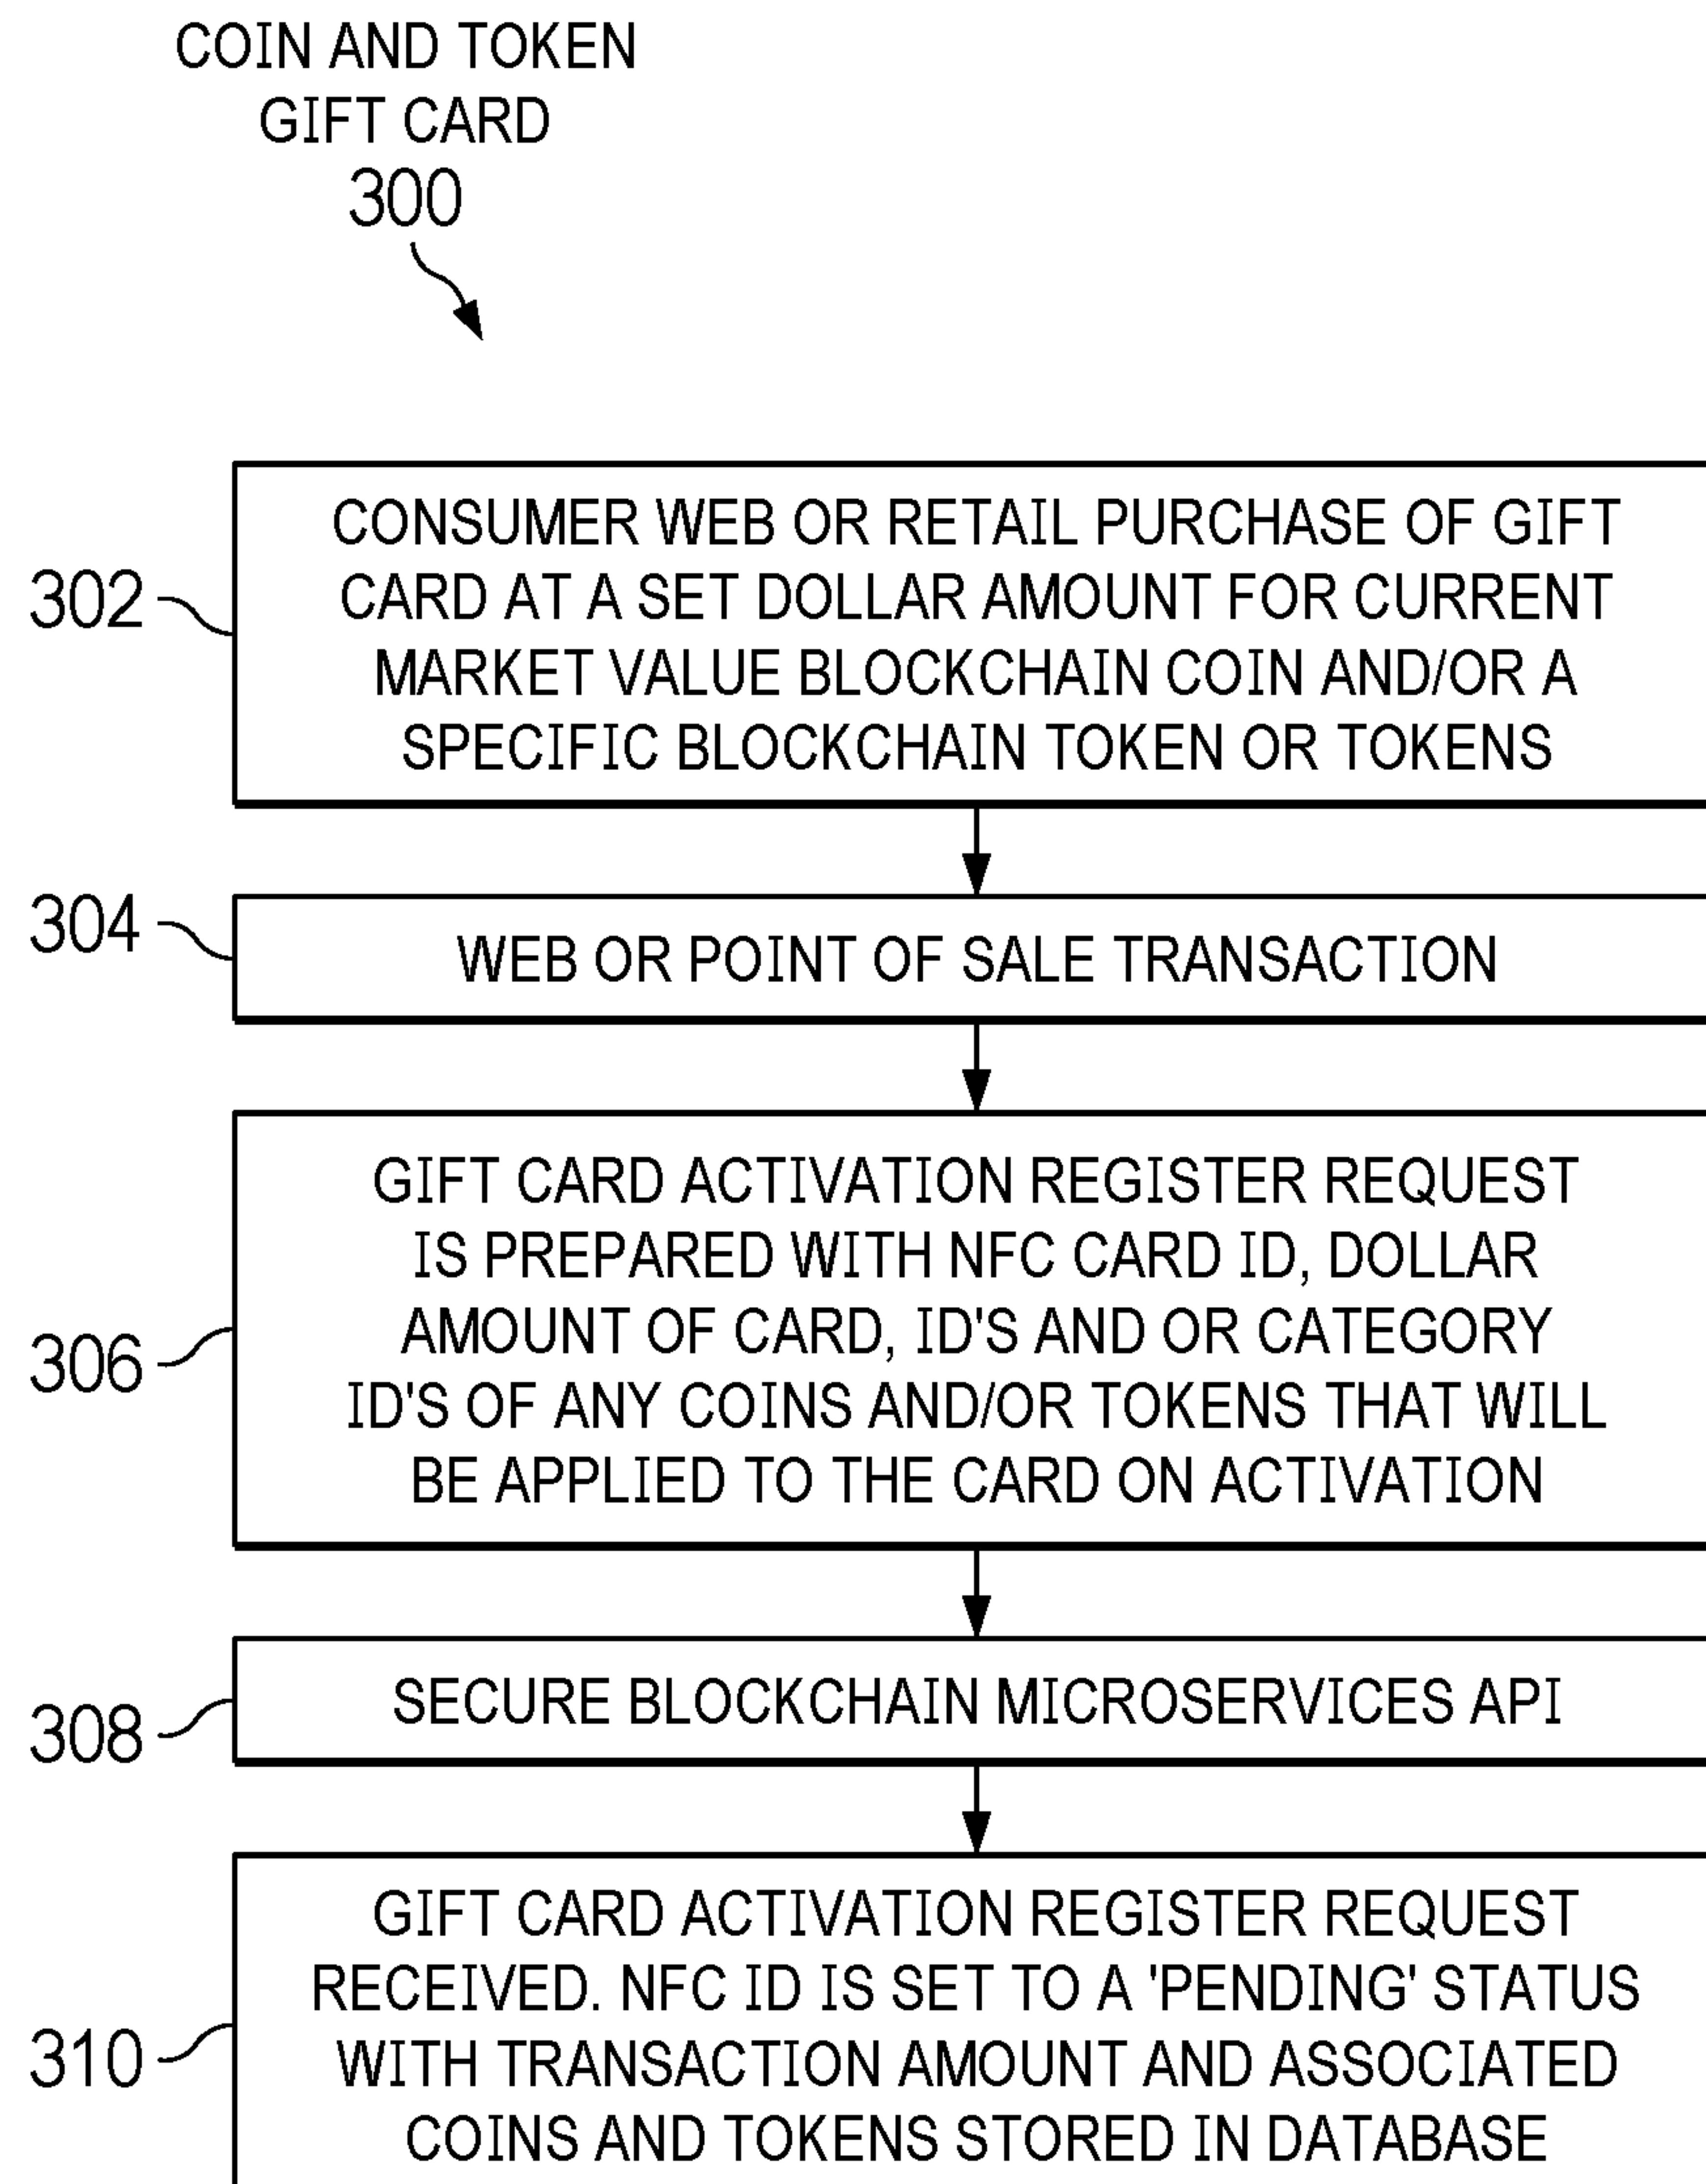 COIN AND TOKEN
GIFT CARD
300
302
CONSUMER WEB OR RETAIL PURCHASE OF GIFT
CARD AT A SET DOLLAR AMOUNT FOR CURRENT
MARKET VALUE BLOCKCHAIN COIN AND/OR A
SPECIFIC BLOCKCHAIN TOKEN OR TOKENS
304
WEB OR POINT OF SALE TRANSACTION
306
GIFT CARD ACTIVATION REGISTER REQUEST
IS PREPARED WITH NFC CARD ID, DOLLAR
AMOUNT OF CARD, ID'S AND OR CATEGORY
ID'S OF ANY COINS AND/OR TOKENS THAT WILL
BE APPLIED TO THE CARD ON ACTIVATION
308
SECURE BLOCKCHAIN MICROSERVICES API
310
GIFT CARD ACTIVATION REGISTER REQUEST
RECEIVED. NFC ID IS SET TO A 'PENDING' STATUS
WITH TRANSACTION AMOUNT AND ASSOCIATED
COINS AND TOKENS STORED IN DATABASE